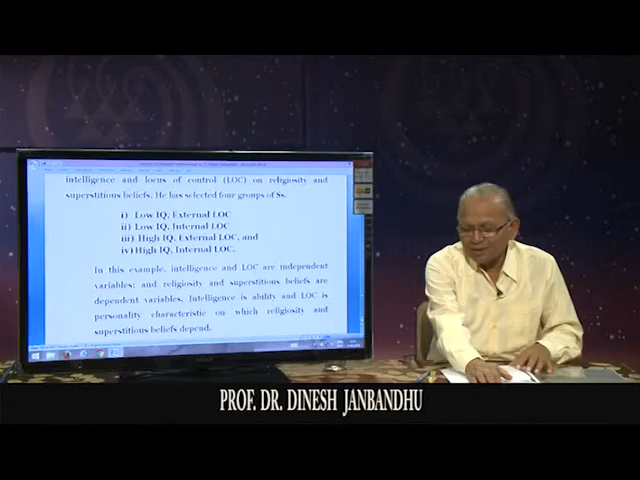 intelligence and locus of control (LOC) on religiosity and
superstitious beliefs. He has selected four groups of Ss.
i) Low IQ, External LOC
ii) Low IQ, Internal LOC
iii) High IQ, External LOC, and
iv) High IQ, Internal LOC.
In this example, intelligence and LOC are independent
variables; and religiosity and superstitious beliefs are
dependent variables. Intelligence is ability and LOC is
personality characteristic on which religiosity and
superstitious beliefs depend.
PROF. DR. DINESH JANBANDHU